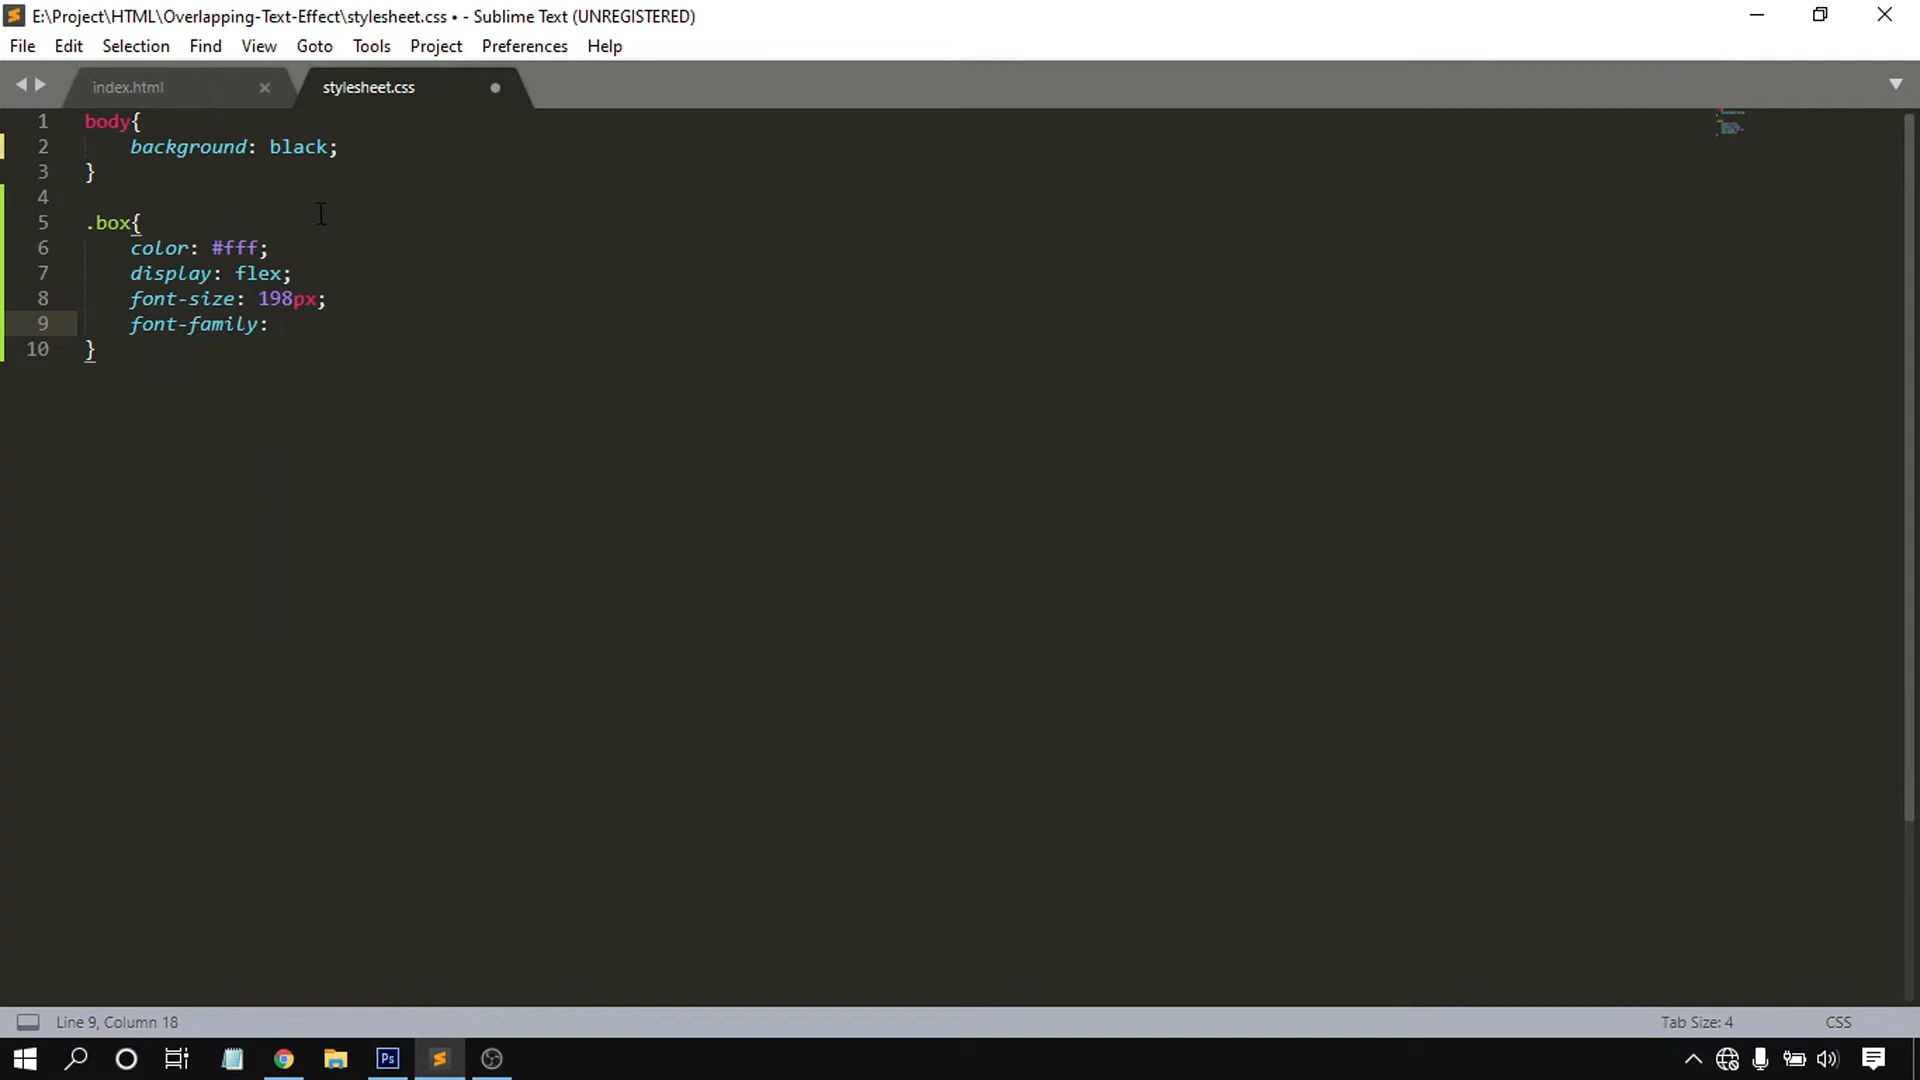 E:\Project\HTML\Overlapping-Text-Effect\stylesheet.css • - Sublime Text (UNREGISTERED)
File Edit Selection Find View Goto Tools Project Preferences Help
index.html stylesheet.css
1 body{
2 background: black;
3 }
4
5 .box{
6 color: #fff;
7 display: flex;
8 font-size: 198px;
9 font-family:
10 }
Line 9, Column 18 Tab Size: 4 CSS
Ps